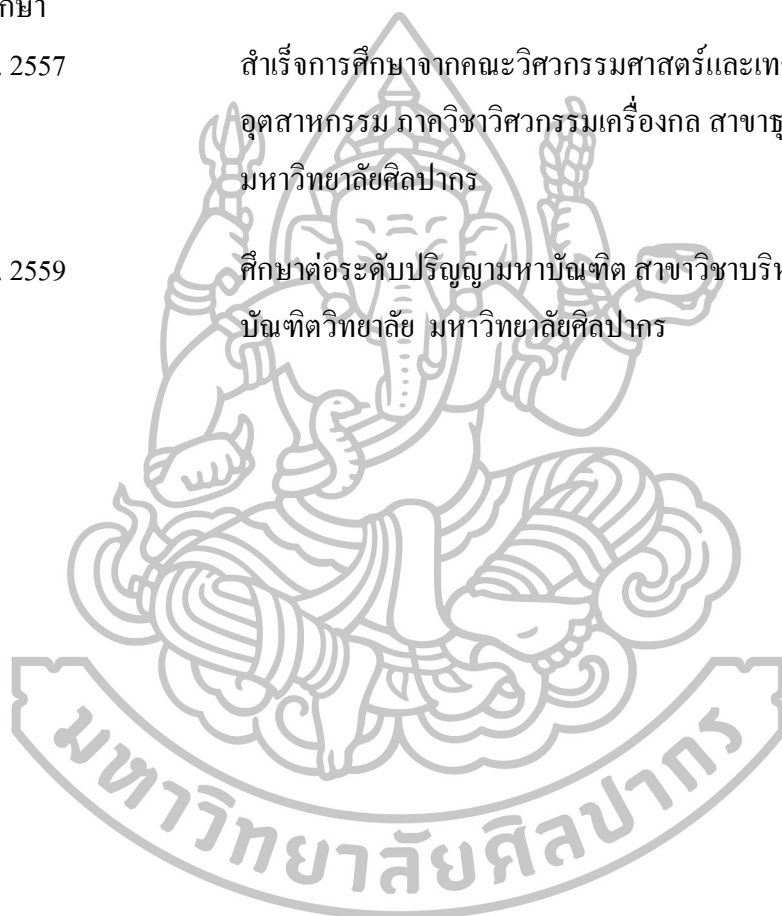 กษา
. 2557 สำเร็จการศึกษาจากคณะวิศวกรรมศาสตร์และเท
อุตสาหกรรม ภาควิชาวิศวกรรมเครื่องกล สาขาธุ
มหาวิทยาลัยศิลปากร
. 2559 ศึกษาต่อระดับปริญญามหาบัณฑิต สาขาวิชาบริห
บัณฑิตวิทยาลัย มหาวิทยาลัยศิลปากร
มหาวิทยาลัยศิลปากร